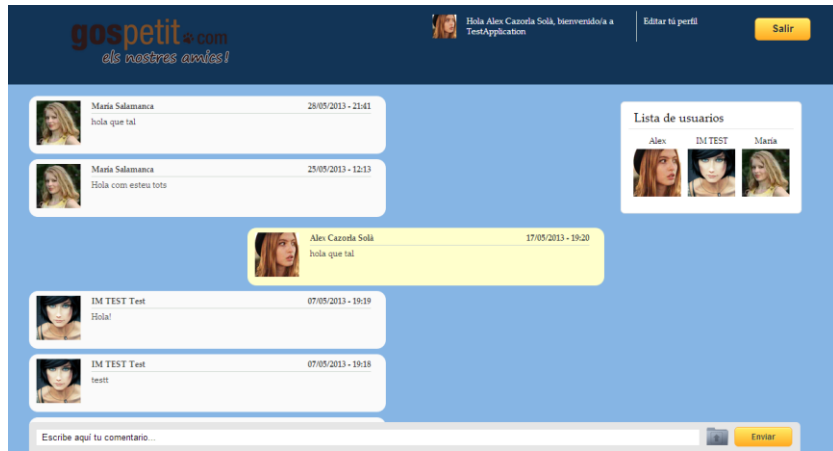 gospetit.com
els nostres amics!
Hola Alex Cazorla Solà, bienvenido/a a
TestApplication
Editar tú perfil
Salir
María Salamanca 28/05/2013 - 21:41
hola que tal
María Salamanca 25/05/2013 - 12:13
Hola com esteu tots
Alex Cazorla Solà 17/05/2013 - 19:20
hola que tal
IM TEST Test 07/05/2013 - 19:19
Hola!
IM TEST Test 07/05/2013 - 19:18
testt
Lista de usuarios
Alex IM TEST María
Escribe aquí tu comentario...
Enviar